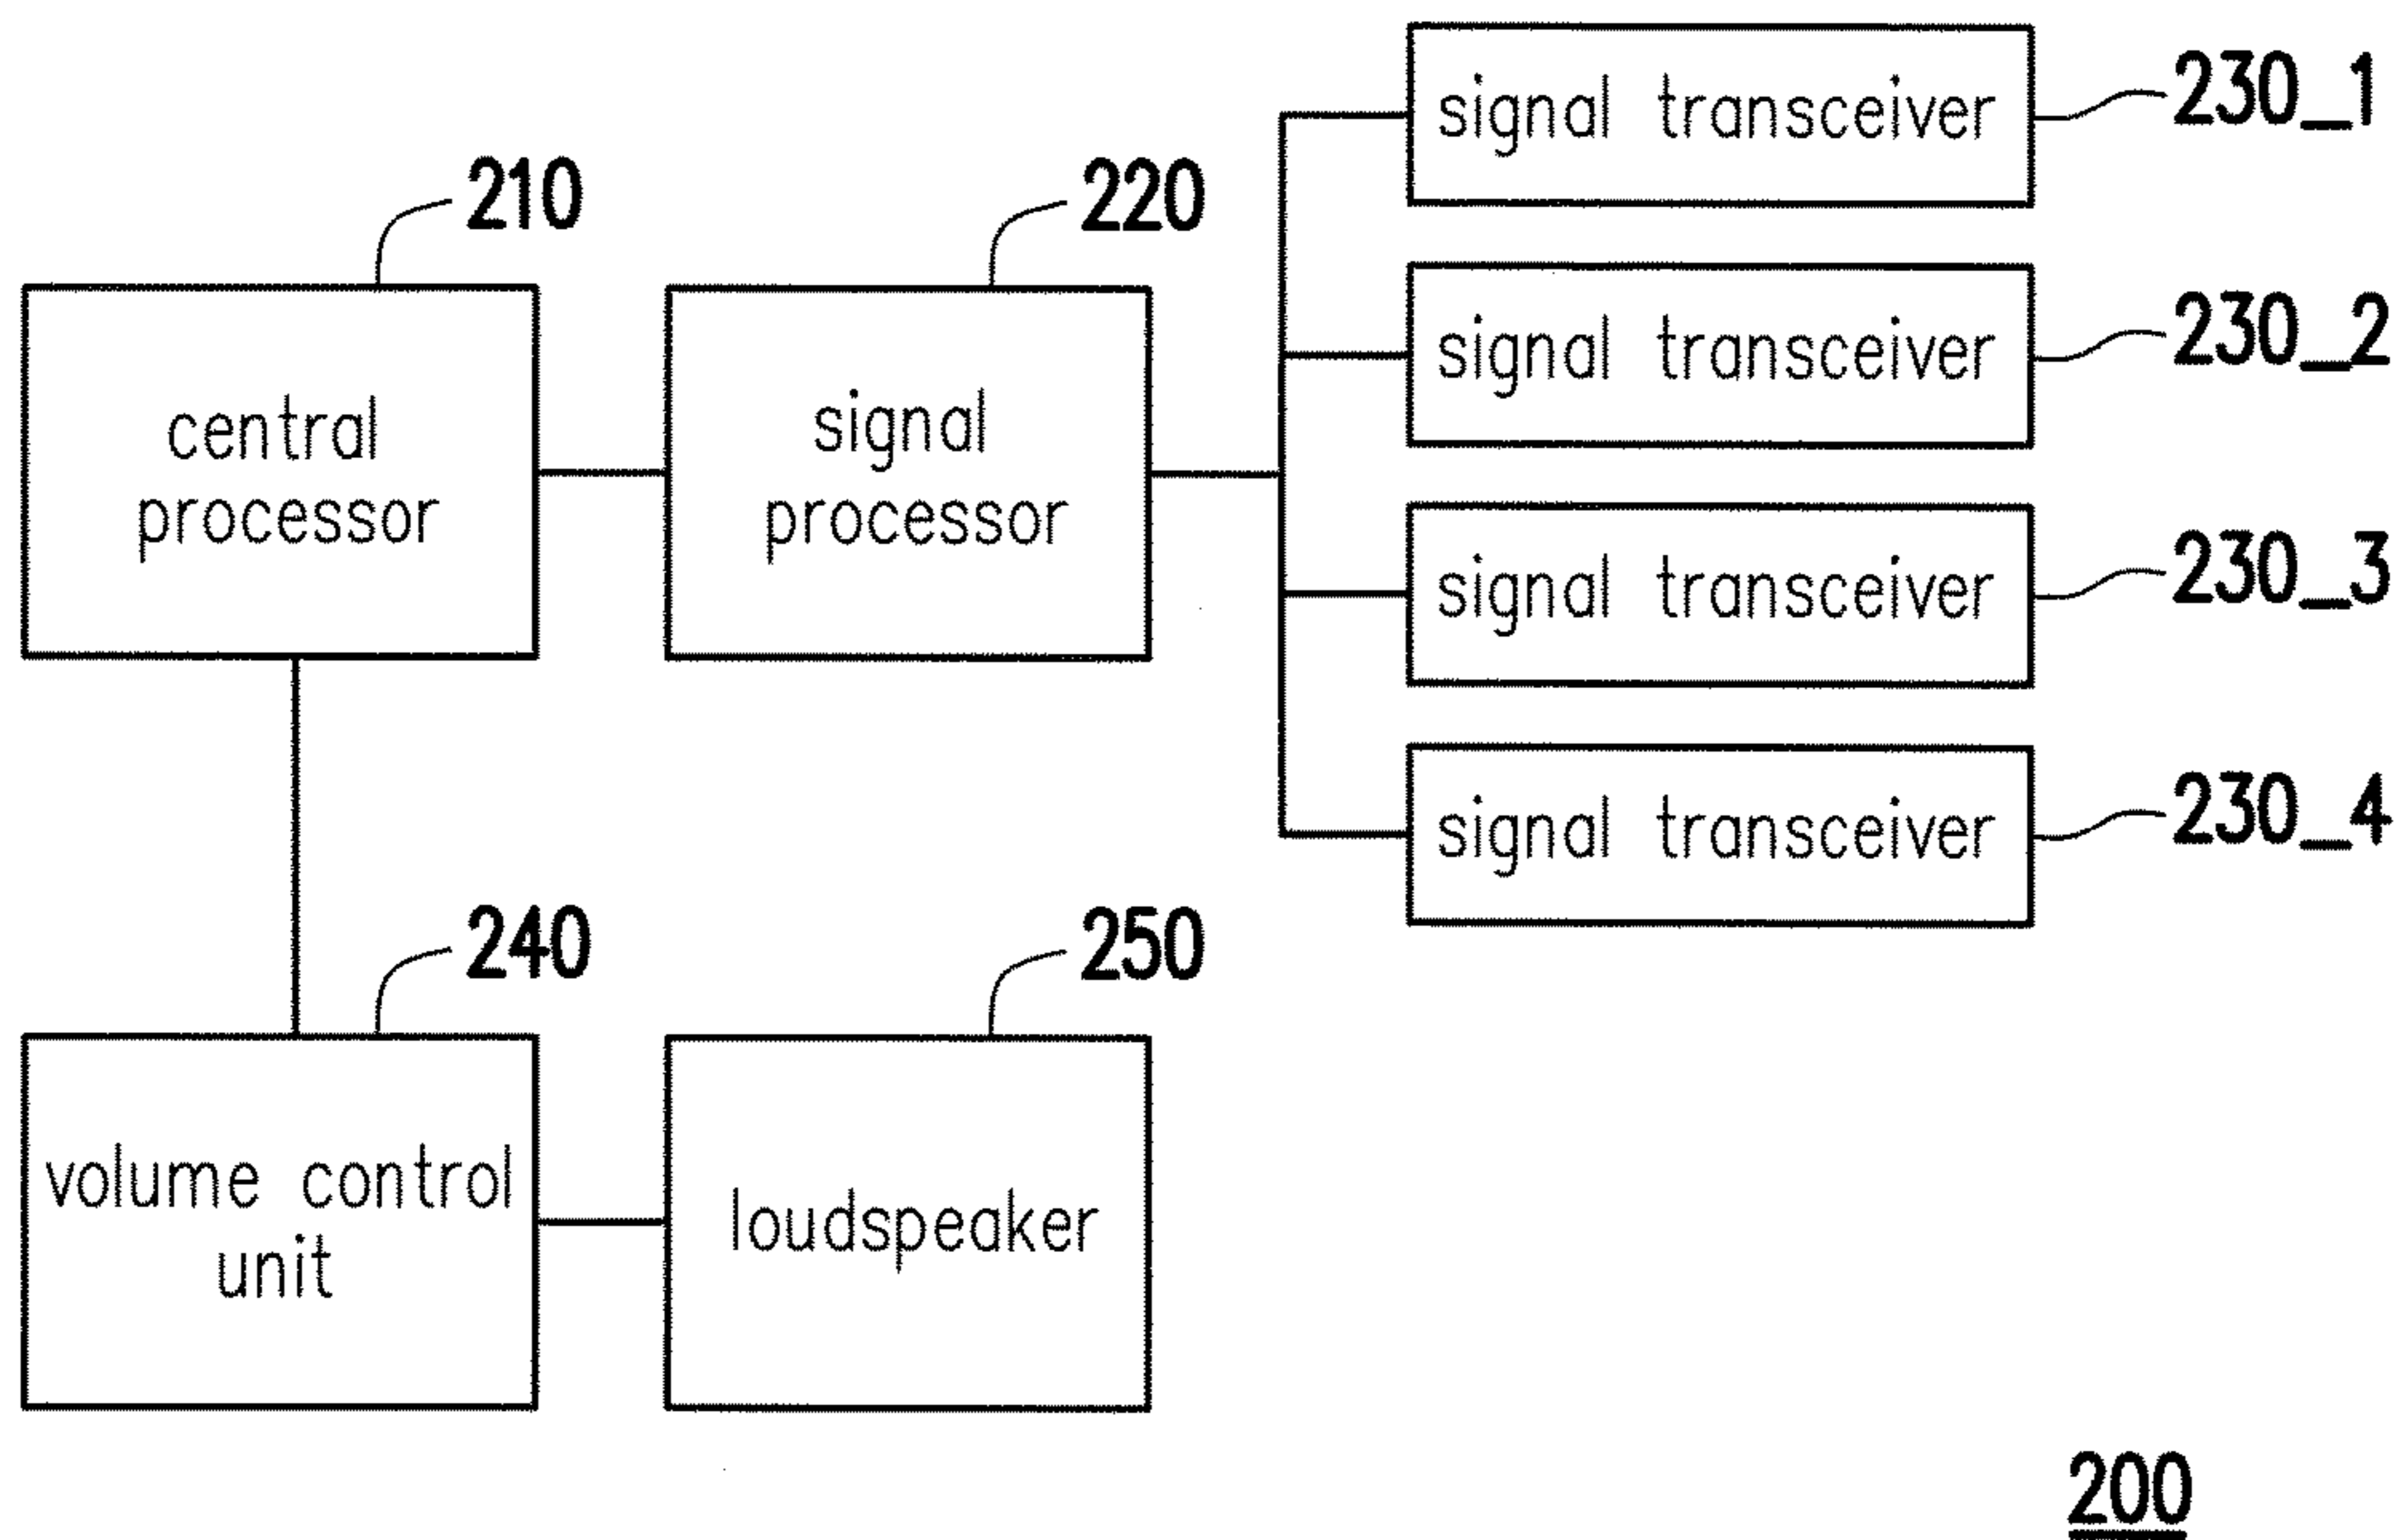 signal transceiver
230_1
210
220
signal transceiver
230_2
central
processor
signal
processor
signal transceiver
230_3
signal transceiver
230_4
240
250
volume control
unit
loudspeaker
200